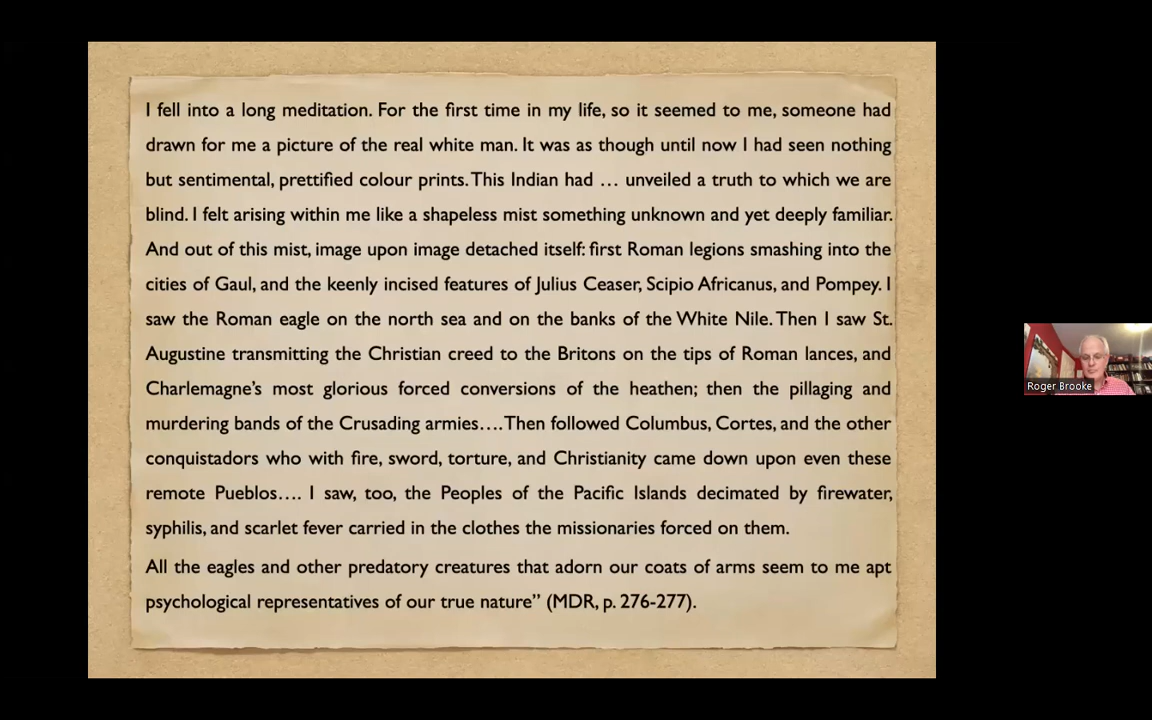 I fell into a long meditation. For the first time in my life, so it seemed to me, someone had
drawn for me a picture of the real white man. It was as though until now I had seen nothing
but sentimental, prettified colour prints. This Indian had … unveiled a truth to which we are
blind. I felt arising within me like a shapeless mist something unknown and yet deeply familiar.
And out of this mist, image upon image detached itself: first Roman legions smashing into the
cities of Gaul, and the keenly incised features of Julius Ceaser, Scipio Africanus, and Pompey. I
saw the Roman eagle on the north sea and on the banks of the White Nile. Then I saw St.
Augustine transmitting the Christian creed to the Britons on the tips of Roman lances, and
Charlemagne’s most glorious forced conversions of the heathen; then the pillaging and
murdering bands of the Crusading armies…. Then followed Columbus, Cortes, and the other
conquistadors who with fire, sword, torture, and Christianity came down upon even these
remote Pueblos…. I saw, too, the Peoples of the Pacific Islands decimated by firewater,
syphilis, and scarlet fever carried in the clothes the missionaries forced on them.
All the eagles and other predatory creatures that adorn our coats of arms seem to me apt
psychological representatives of our true nature” (MDR, p. 276-277).
Roger Brooke